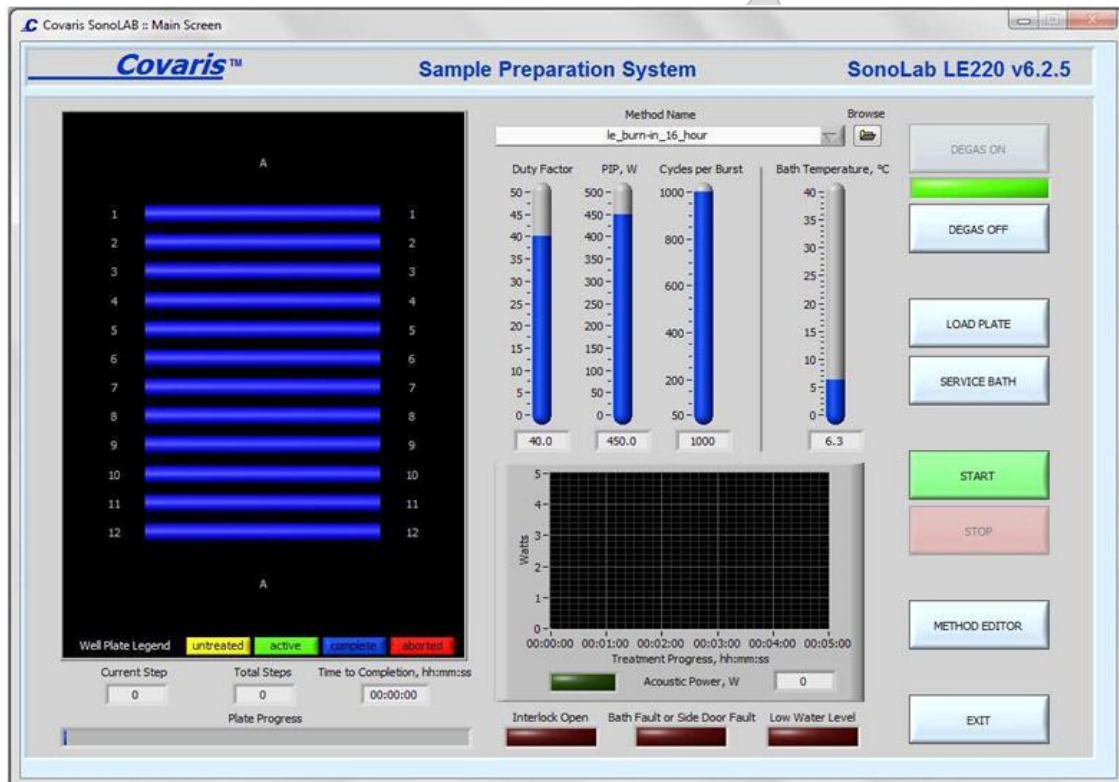 Covaris SonoLAB :: Main Screen
Covaris™ Sample Preparation System SonoLab LE220 v6.2.5
A
1 1
2 2
3 3
4 4
5 5
6 6
7 7
8 8
9 9
10 10
11 11
12 12
A
Well Plate Legend untreated active complete aborted
Current Step Total Steps Time to Completion, hh:mm:ss
0 0 00:00:00
Plate Progress
Method Name Browse
le_burn-in_16_hour
Duty Factor PIP, W Cycles per Burst Bath Temperature, °C
50 500 1000 40
45 450
40 400 800 35
35 350 30
30 300 600 25
25 250
20 200 400 20
15 150 15
10 100 200 10
5 50 5
0 0 50 0
40.0 450.0 1000 6.3
5
4
3
2
1
0
Watts
00:00:00 00:01:00 00:02:00 00:03:00 00:04:00 00:05:00
Treatment Progress, hh:mm:ss
Acoustic Power, W 0
Interlock Open Bath Fault or Side Door Fault Low Water Level
DEGAS ON
DEGAS OFF
LOAD PLATE
SERVICE BATH
START
STOP
METHOD EDITOR
EXIT